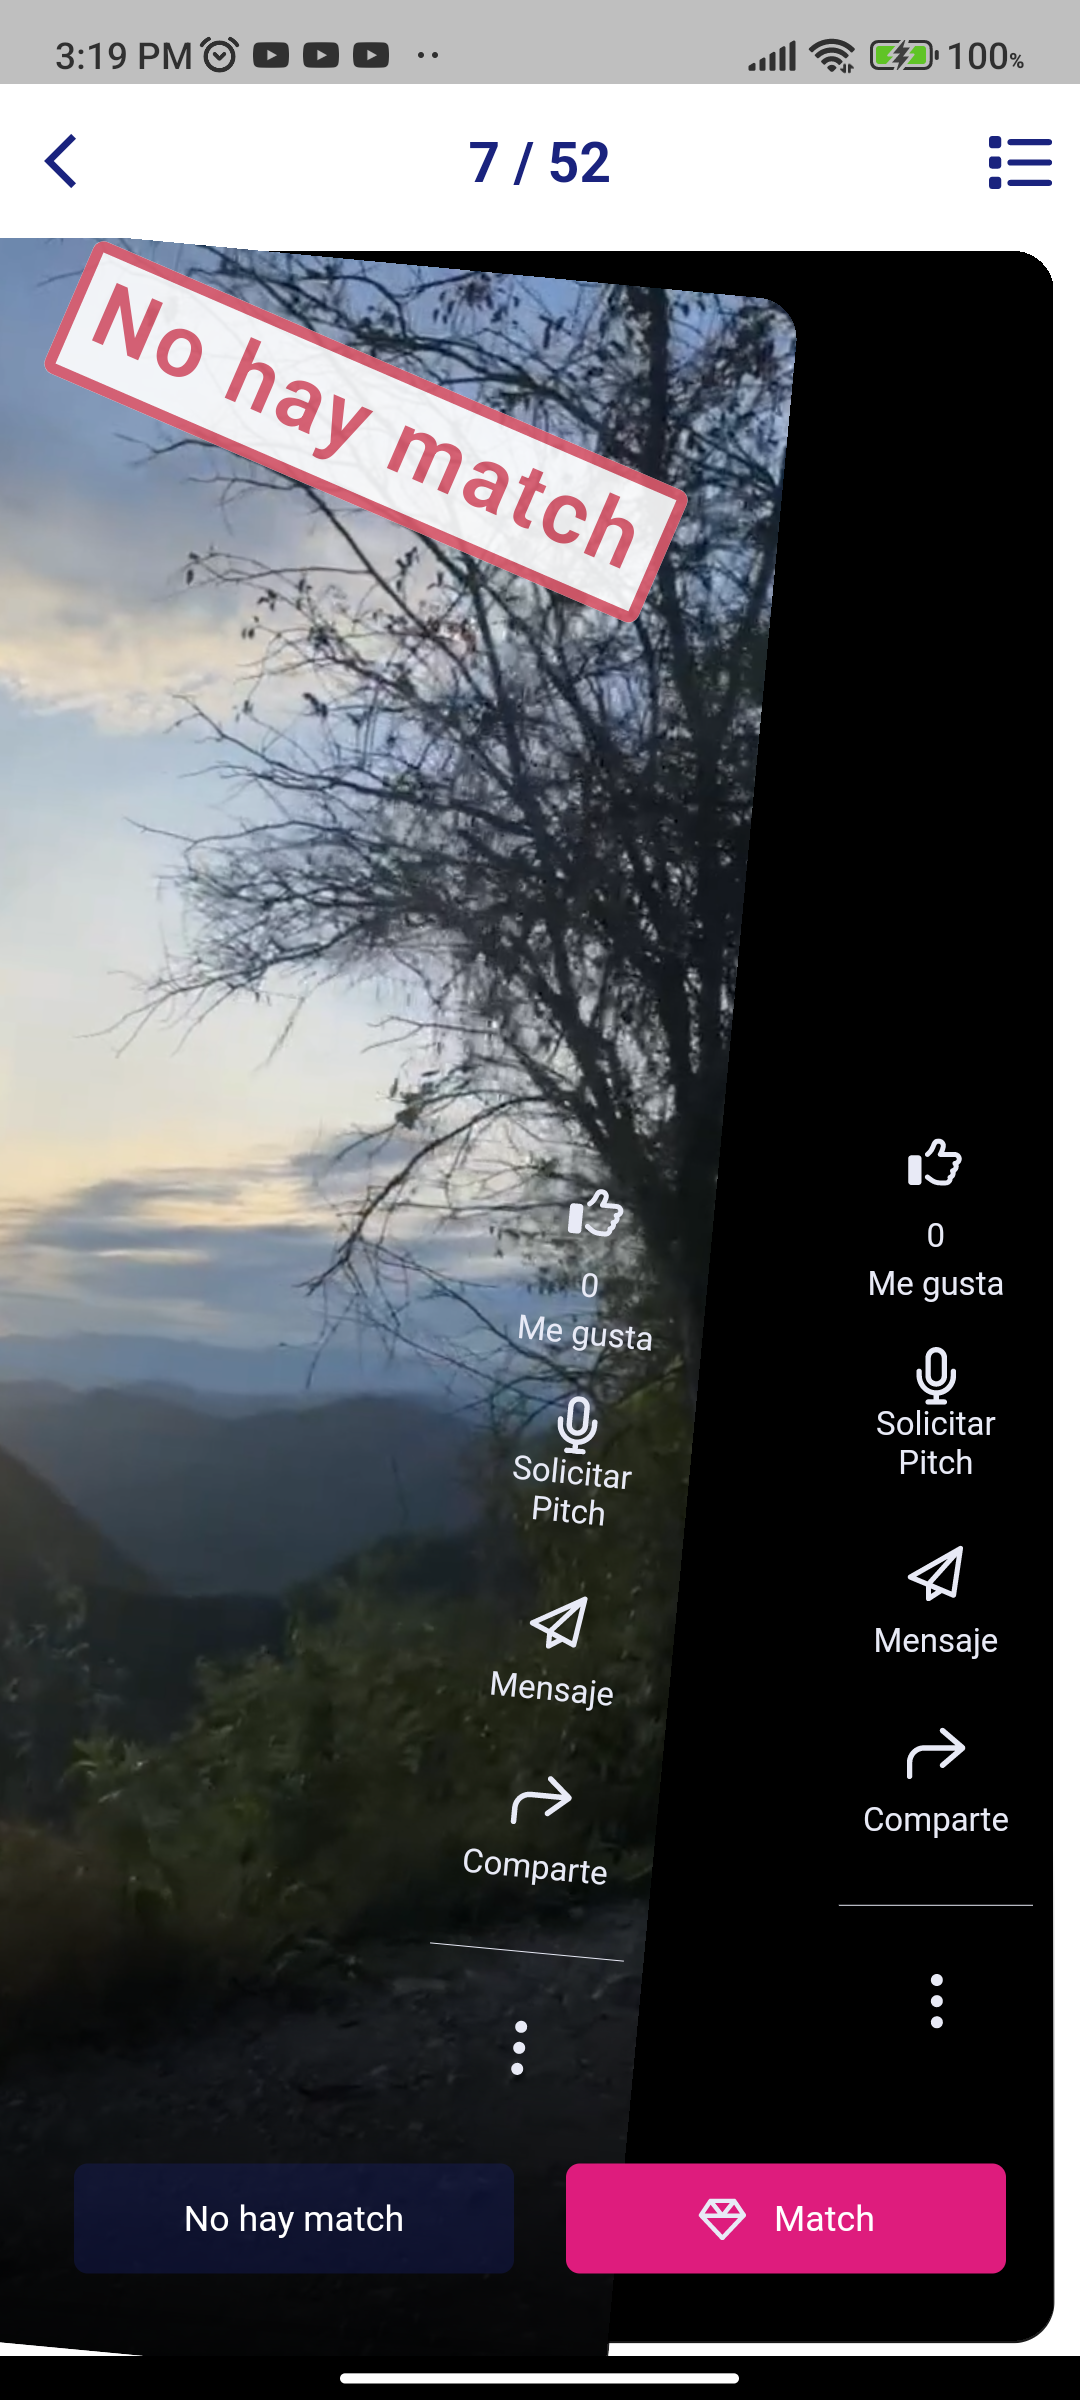 3:19 PM
100%
7 / 52
No hay match
0
Me gusta
Solicitar
Pitch
Mensaje
Comparte
0
Me gusta
Solicitar
Pitch
Mensaje
Comparte
No hay match
Match